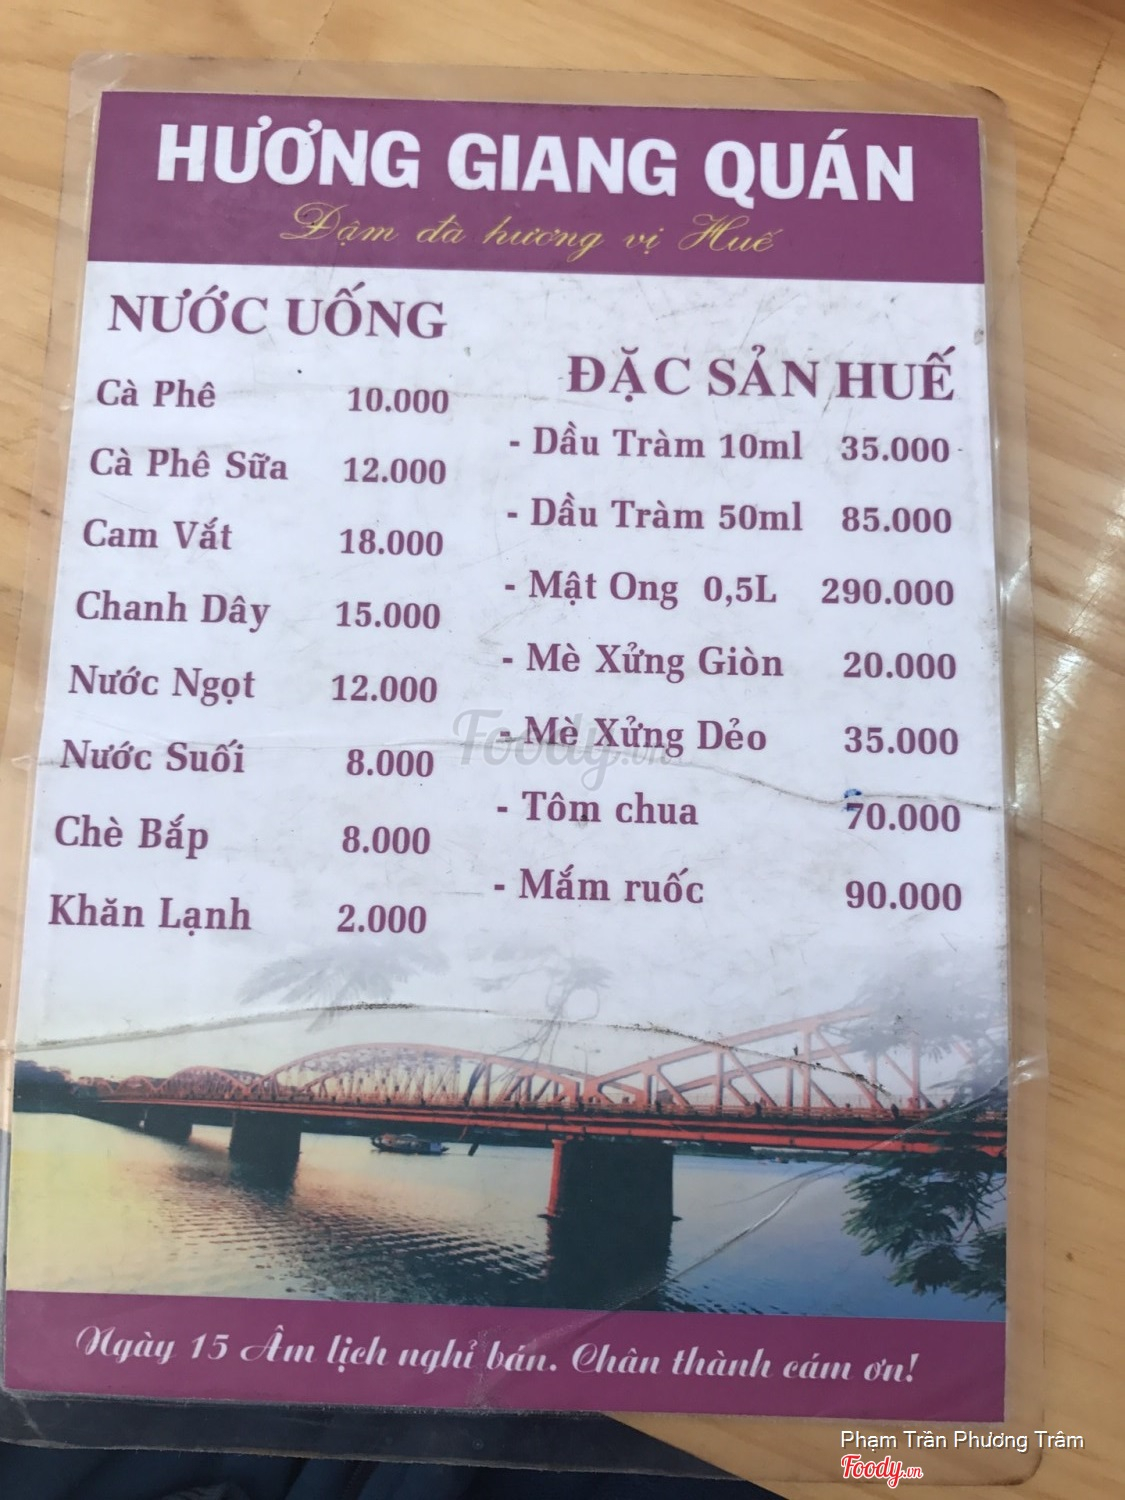 HƯƠNG GIANG QUÁN
Đậm đà hương vị Huế
NƯỚC UỐNG
Cà Phê 10.000
Cà Phê Sữa 12.000
Cam Vắt 18.000
Chanh Dây 15.000
Nước Ngọt 12.000
Nước Suối 8.000
Chè Bắp 8.000
Khăn Lạnh 2.000
ĐẶC SẢN HUẾ
- Dầu Tràm 10ml 35.000
- Dầu Tràm 50ml 85.000
- Mật Ong 0,5L 290.000
- Mè Xửng Giòn 20.000
- Mè Xửng Dẻo 35.000
- Tôm chua 70.000
- Mắm ruốc 90.000
Foody.vn
Ngày 15 Âm lịch nghỉ bán. Chân thành cám ơn!
Phạm Trần Phương Trâm
Foody.vn